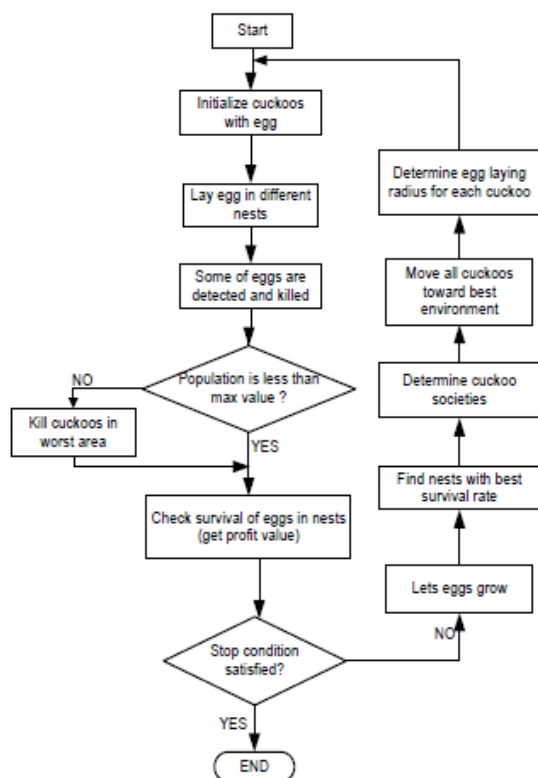 Start
Initialize cuckoos
with egg
Lay egg in different
nests
Some of eggs are
detected and killed
Population is less than
max value ?
NO
Kill cuckoos in
worst area
YES
Check survival of eggs in nests
(get profit value)
Stop condition
satisfied?
YES
END
NO
Lets eggs grow
Find nests with best
survival rate
Determine cuckoo
societies
Move all cuckoos
toward best
environment
Determine egg laying
radius for each cuckoo